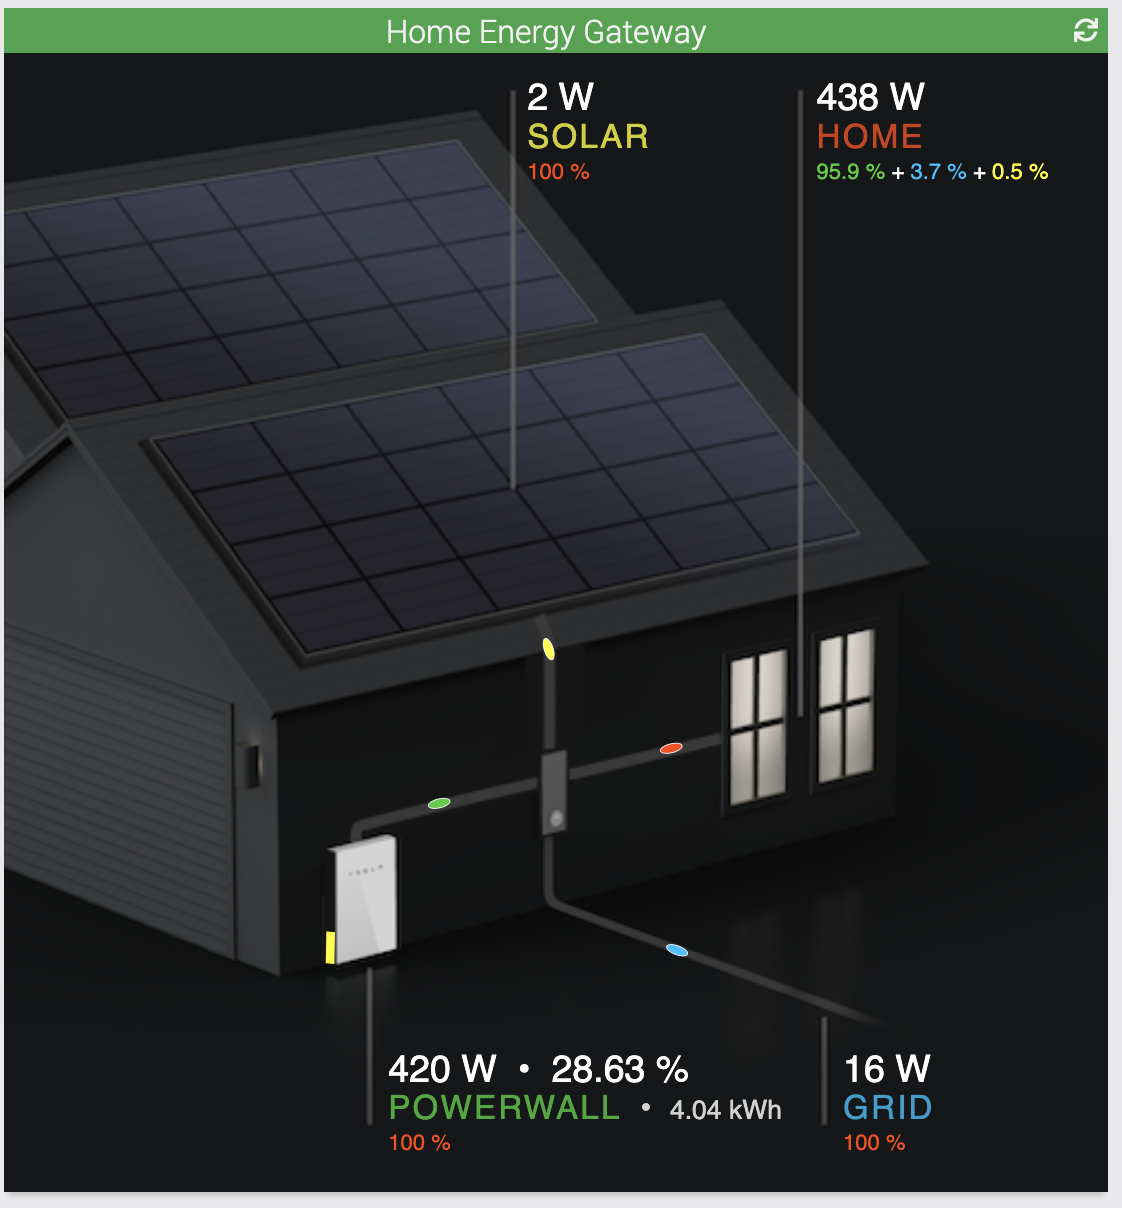 Home Energy Gateway
2 W
SOLAR
100 %
438 W
HOME
95.9 % + 3.7 % + 0.5 %
TESLA
420 W • 28.63 %
POWERWALL • 4.04 kWh
100 %
16 W
GRID
100 %